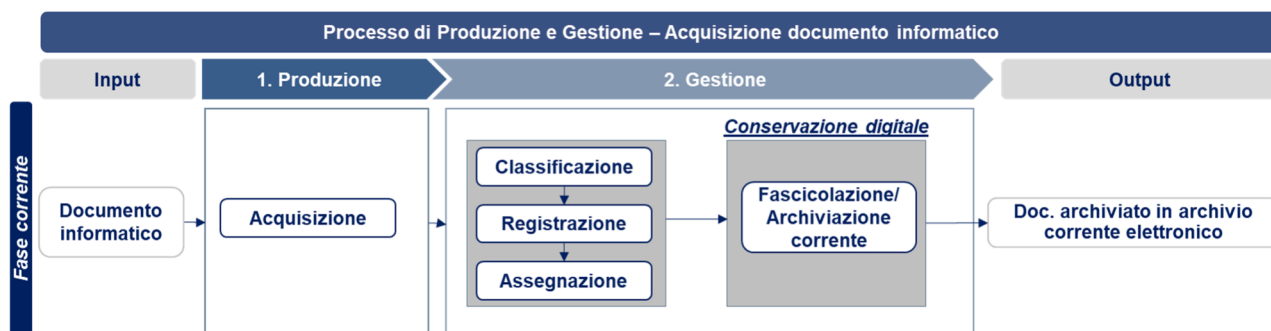 Processo di Produzione e Gestione – Acquisizione documento informatico
Input
1. Produzione
2. Gestione
Output
Fase corrente
Documento
informatico
Acquisizione
Classificazione
Registrazione
Assegnazione
Conservazione digitale
Fascicolazione/
Archiviazione
corrente
Doc. archiviato in archivio
corrente elettronico